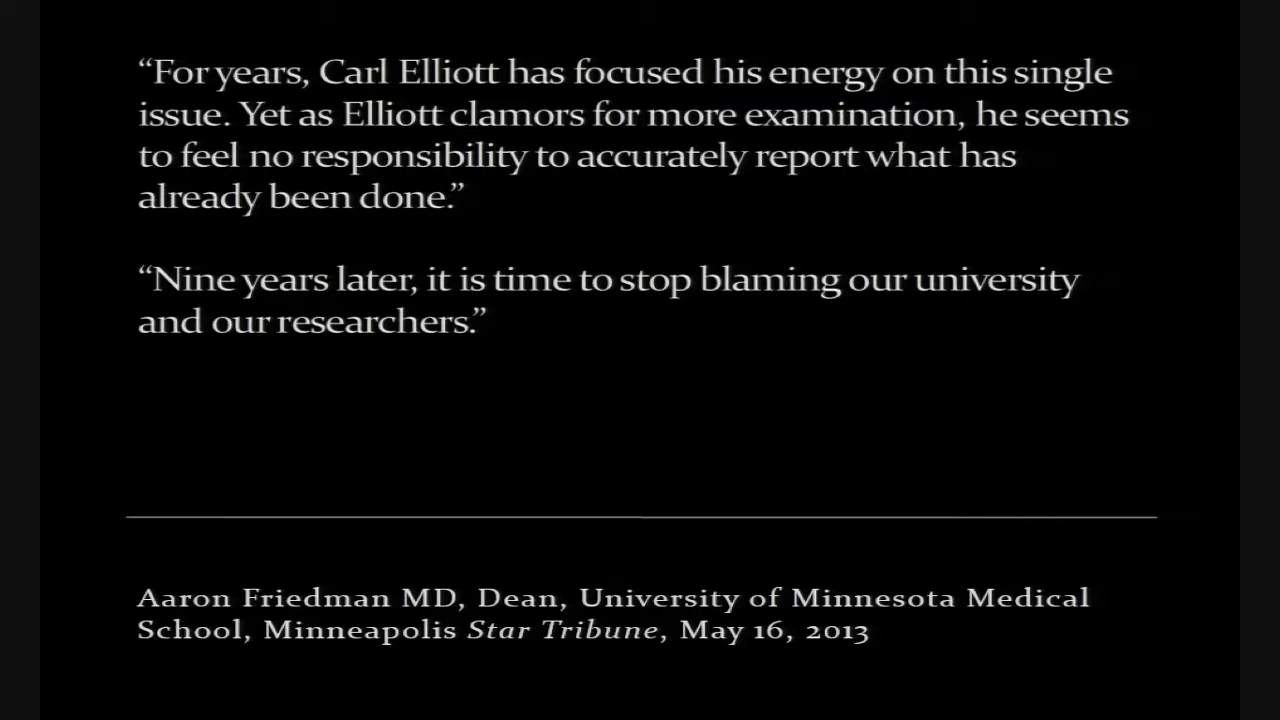 “For years, Carl Elliott has focused his energy on this single
issue. Yet as Elliott clamors for more examination, he seems
to feel no responsibility to accurately report what has
already been done.”
“Nine years later, it is time to stop blaming our university
and our researchers.”
Aaron Friedman MD, Dean, University of Minnesota Medical
School, Minneapolis Star Tribune, May 16, 2013